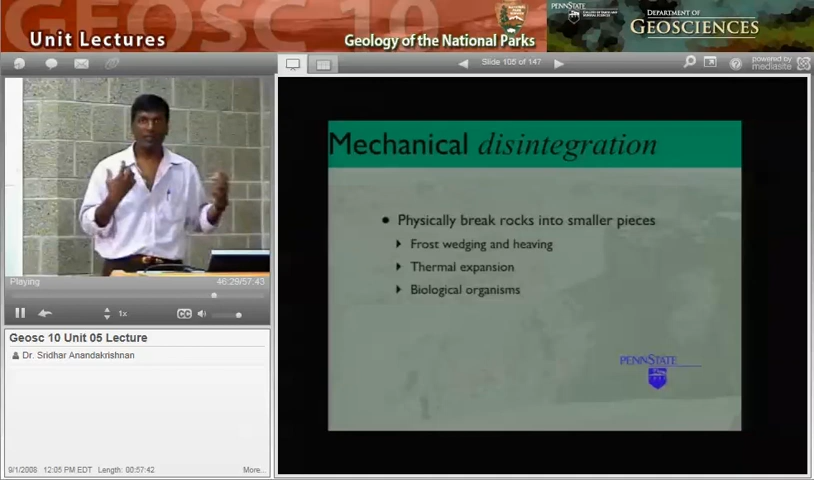 GEOSC 10
Unit Lectures
Geology of the National Parks
PENNSTATE
DEPARTMENT OF
GEOSCIENCES
Slide 105 of 147
powered by
mediasite
Mechanical disintegration
Physically break rocks into smaller pieces
Frost wedging and heaving
Thermal expansion
Biological organisms
PENNSTATE
Playing
46:29/57:43
1x
CC
Geosc 10 Unit 05 Lecture
Dr. Sridhar Anandakrishnan
9/1/2008
12:05 PM EDT
Length: 00:57:42
More...